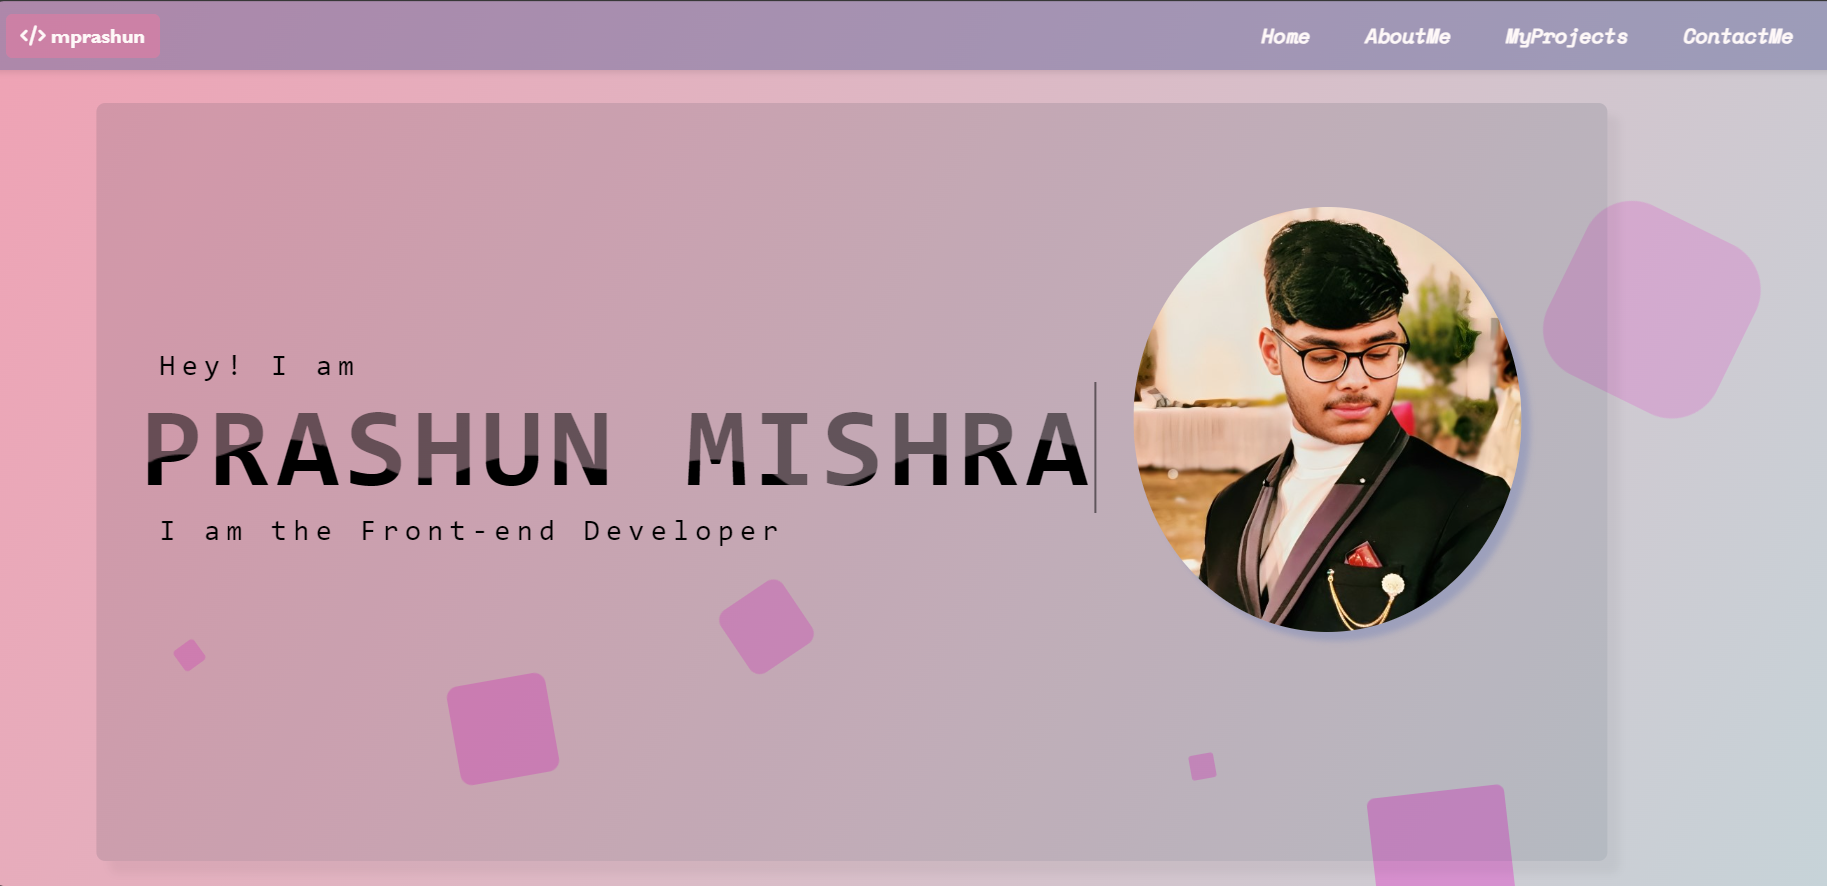 </> mprashun
Home AboutMe MyProjects ContactMe
Hey! I am
PRASHUN MISHRA
I am the Front-end Developer